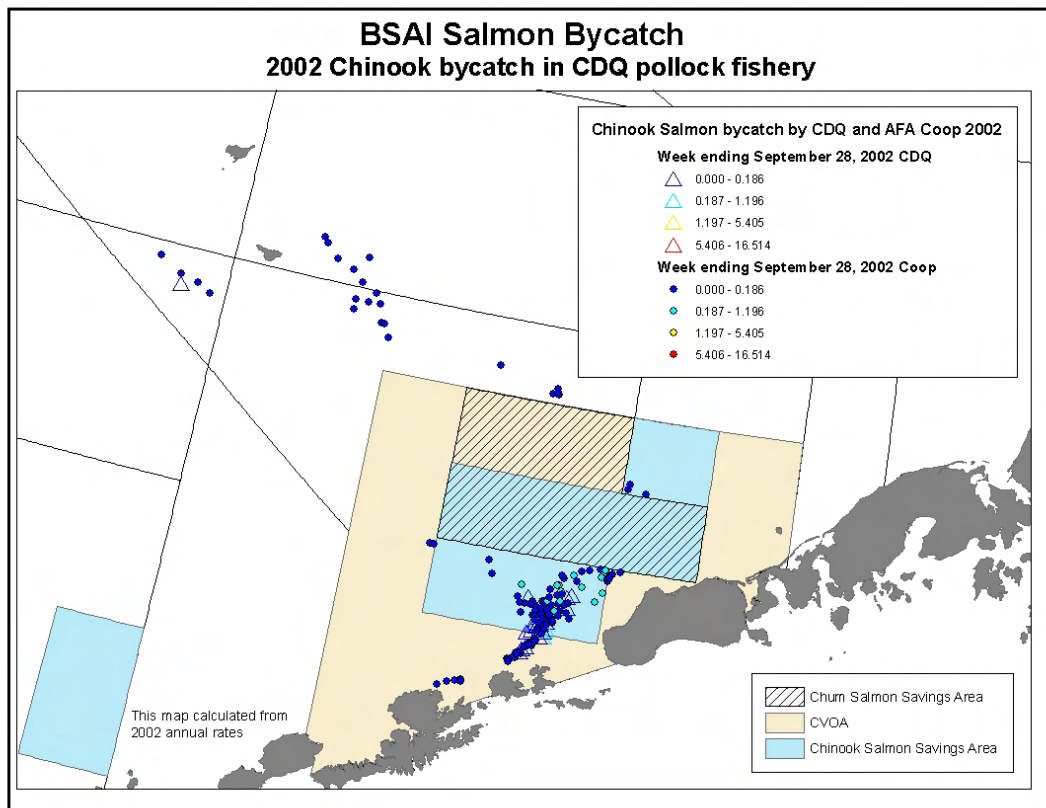 BSAI Salmon Bycatch
2002 Chinook bycatch in CDQ pollock fishery
Chinook Salmon bycatch by CDQ and AFA Coop 2002
Week ending September 28, 2002 CDQ
0.000 - 0.186
0.187 - 1.196
1.197 - 5.405
5.406 - 16.514
Week ending September 28, 2002 Coop
0.000 - 0.186
0.187 - 1.196
1.197 - 5.405
5.406 - 16.514
This map calculated from
2002 annual rates
Chum Salmon Savings Area
CVOA
Chinook Salmon Savings Area